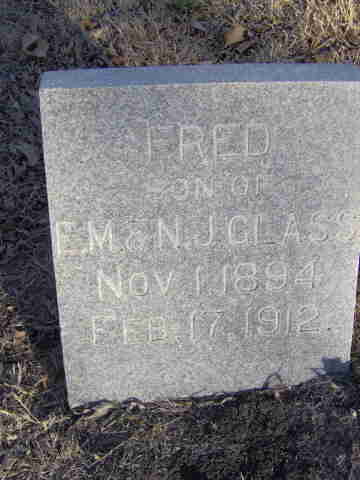 FRED
SON OF
E.M. & N.J. GLASS
NOV. 1. 1894
FEB. 17. 1912.